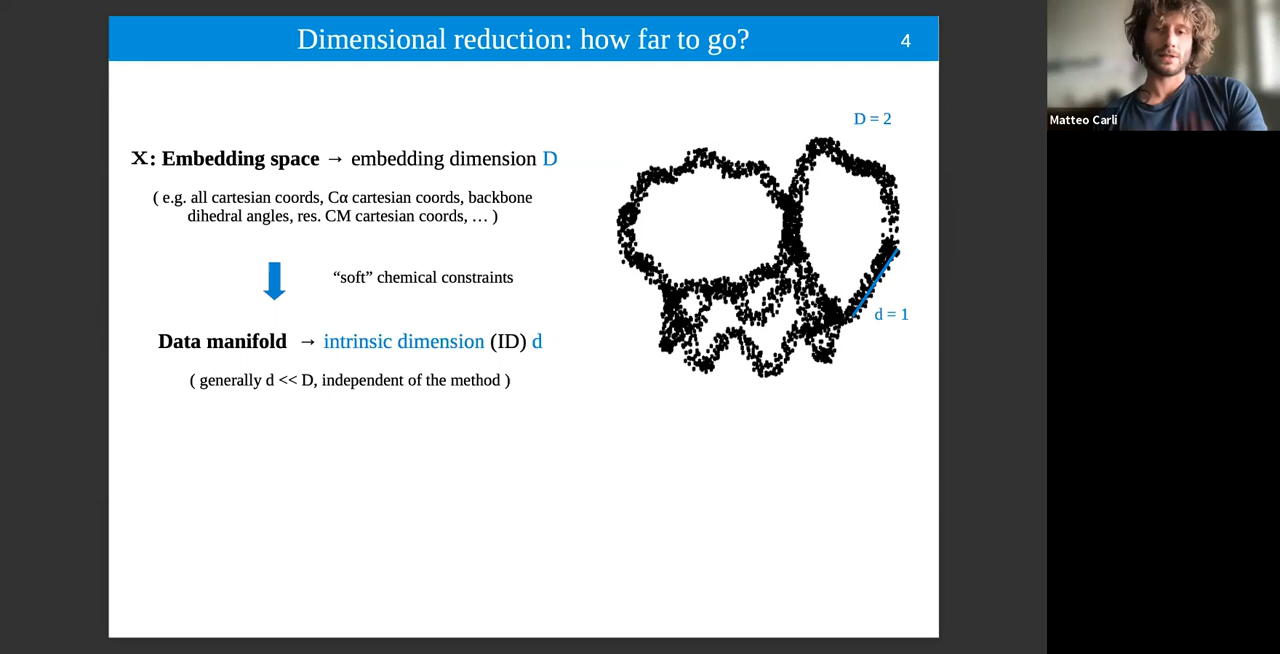 Dimensional reduction: how far to go?
4
D = 2
X: Embedding space → embedding dimension D
( e.g. all cartesian coords, Cα cartesian coords, backbone
dihedral angles, res. CM cartesian coords, … )
“soft” chemical constraints
d = 1
Data manifold → intrinsic dimension (ID) d
( generally d << D, independent of the method )
Matteo Carli